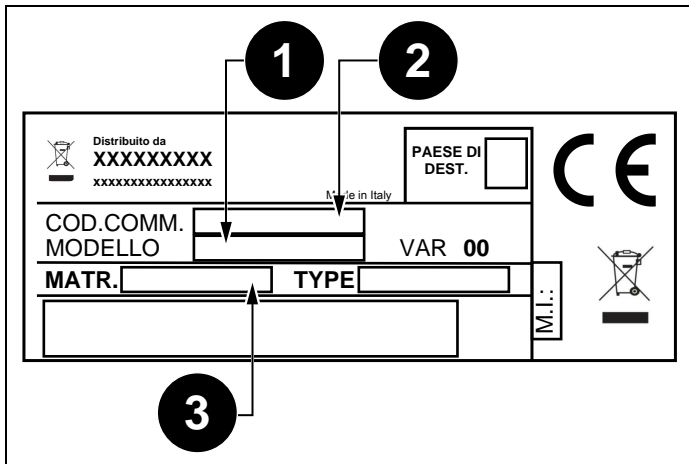 1 2
Distribuito da
XXXXXXXXX
xxxxxxxxxxxxxxxx
in Italy
PAESE DI
DEST.
CE
COD.COMM.
MODELLO
VAR 00
MATR.
TYPE
M.I.:
3